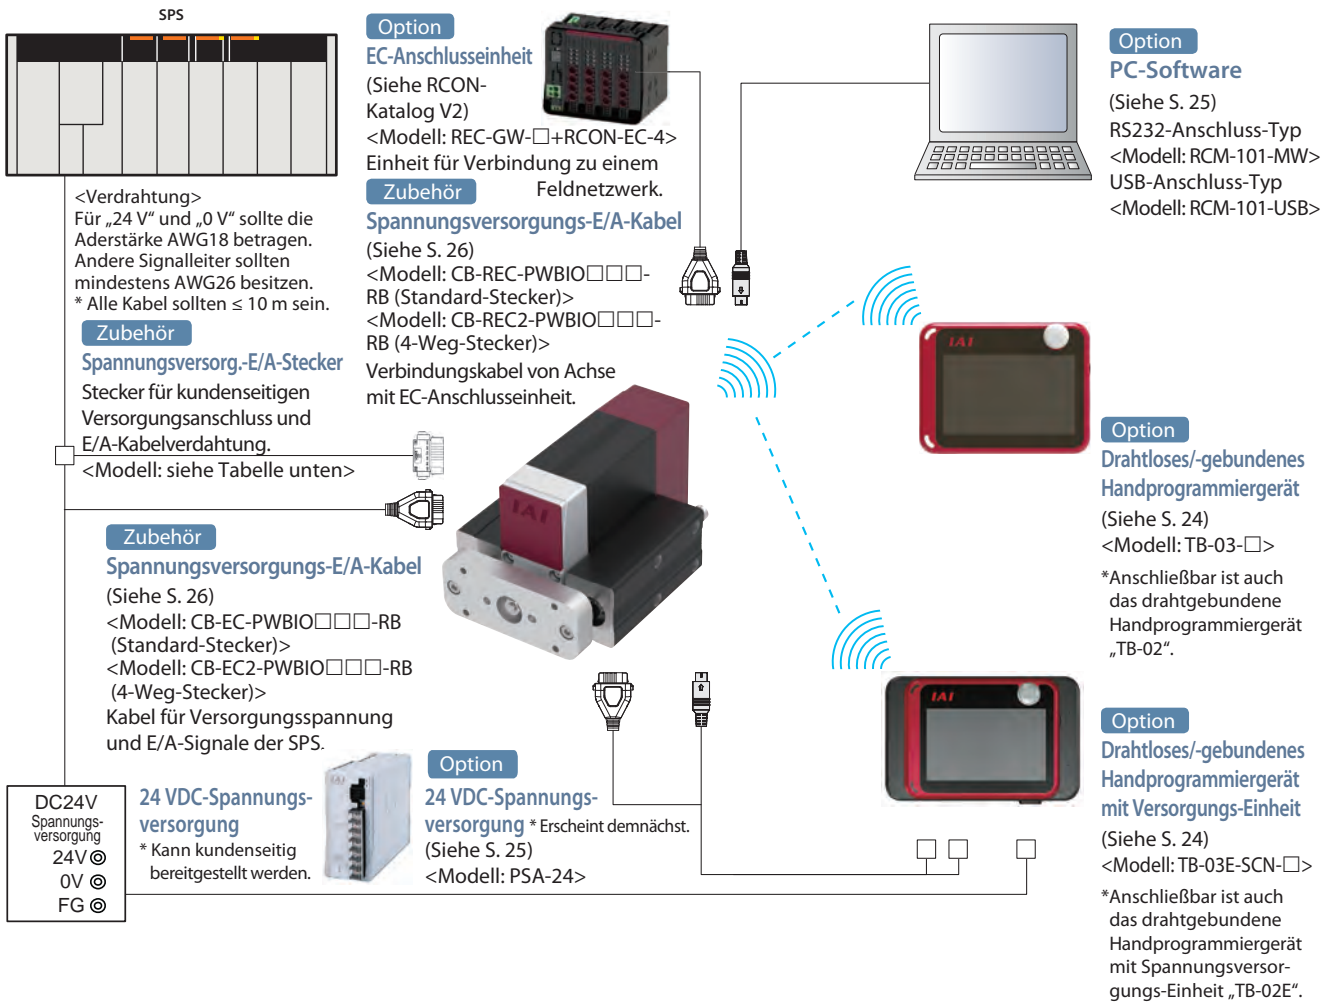 SPS
<Verdrahtung>
Für „24 V“ und „0 V“ sollte die
Aderstärke AWG18 betragen.
Andere Signalleiter sollten
mindestens AWG26 besitzen.
* Alle Kabel sollten ≤ 10 m sein.
Zubehör
Spannungsversorg.-E/A-Stecker
Stecker für kundenseitigen
Versorgungsanschluss und
E/A-Kabelverdahtung.
<Modell: siehe Tabelle unten>
Zubehör
Spannungsversorgungs-E/A-Kabel
(Siehe S. 26)
<Modell: CB-EC-PWBIO□□□-RB
(Standard-Stecker)>
<Modell: CB-EC2-PWBIO□□□-RB
(4-Weg-Stecker)>
Kabel für Versorgungsspannung
und E/A-Signale der SPS.
DC24V
Spannungs-
versorgung
24V
0V
FG
24 VDC-Spannungs-
versorgung
* Kann kundenseitig
bereitgestellt werden.
IAI
Option
EC-Anschlusseinheit
(Siehe RCON-
Katalog V2)
<Modell: REC-GW-□+RCON-EC-4>
Einheit für Verbindung zu einem
Feldnetzwerk.
Zubehör
Spannungsversorgungs-E/A-Kabel
(Siehe S. 26)
<Modell: CB-REC-PWBIO□□□-
RB (Standard-Stecker)>
<Modell: CB-REC2-PWBIO□□□-
RB (4-Weg-Stecker)>
Verbindungskabel von Achse
mit EC-Anschlusseinheit.
IAI
Option
24 VDC-Spannungs-
versorgung * Erscheint demnächst.
(Siehe S. 25)
<Modell: PSA-24>
Option
PC-Software
(Siehe S. 25)
RS232-Anschluss-Typ
<Modell: RCM-101-MW>
USB-Anschluss-Typ
<Modell: RCM-101-USB>
IAI
Option
Drahtloses/-gebundenes
Handprogrammiergerät
(Siehe S. 24)
<Modell: TB-03-□>
*Anschließbar ist auch
das drahtgebundene
Handprogrammiergerät
„TB-02“.
IAI
Option
Drahtloses/-gebundenes
Handprogrammiergerät
mit Versorgungs-Einheit
(Siehe S. 24)
<Modell: TB-03E-SCN-□>
*Anschließbar ist auch
das drahtgebundene
Handprogrammiergerät
mit Spannungsversor-
gungs-Einheit „TB-02E“.